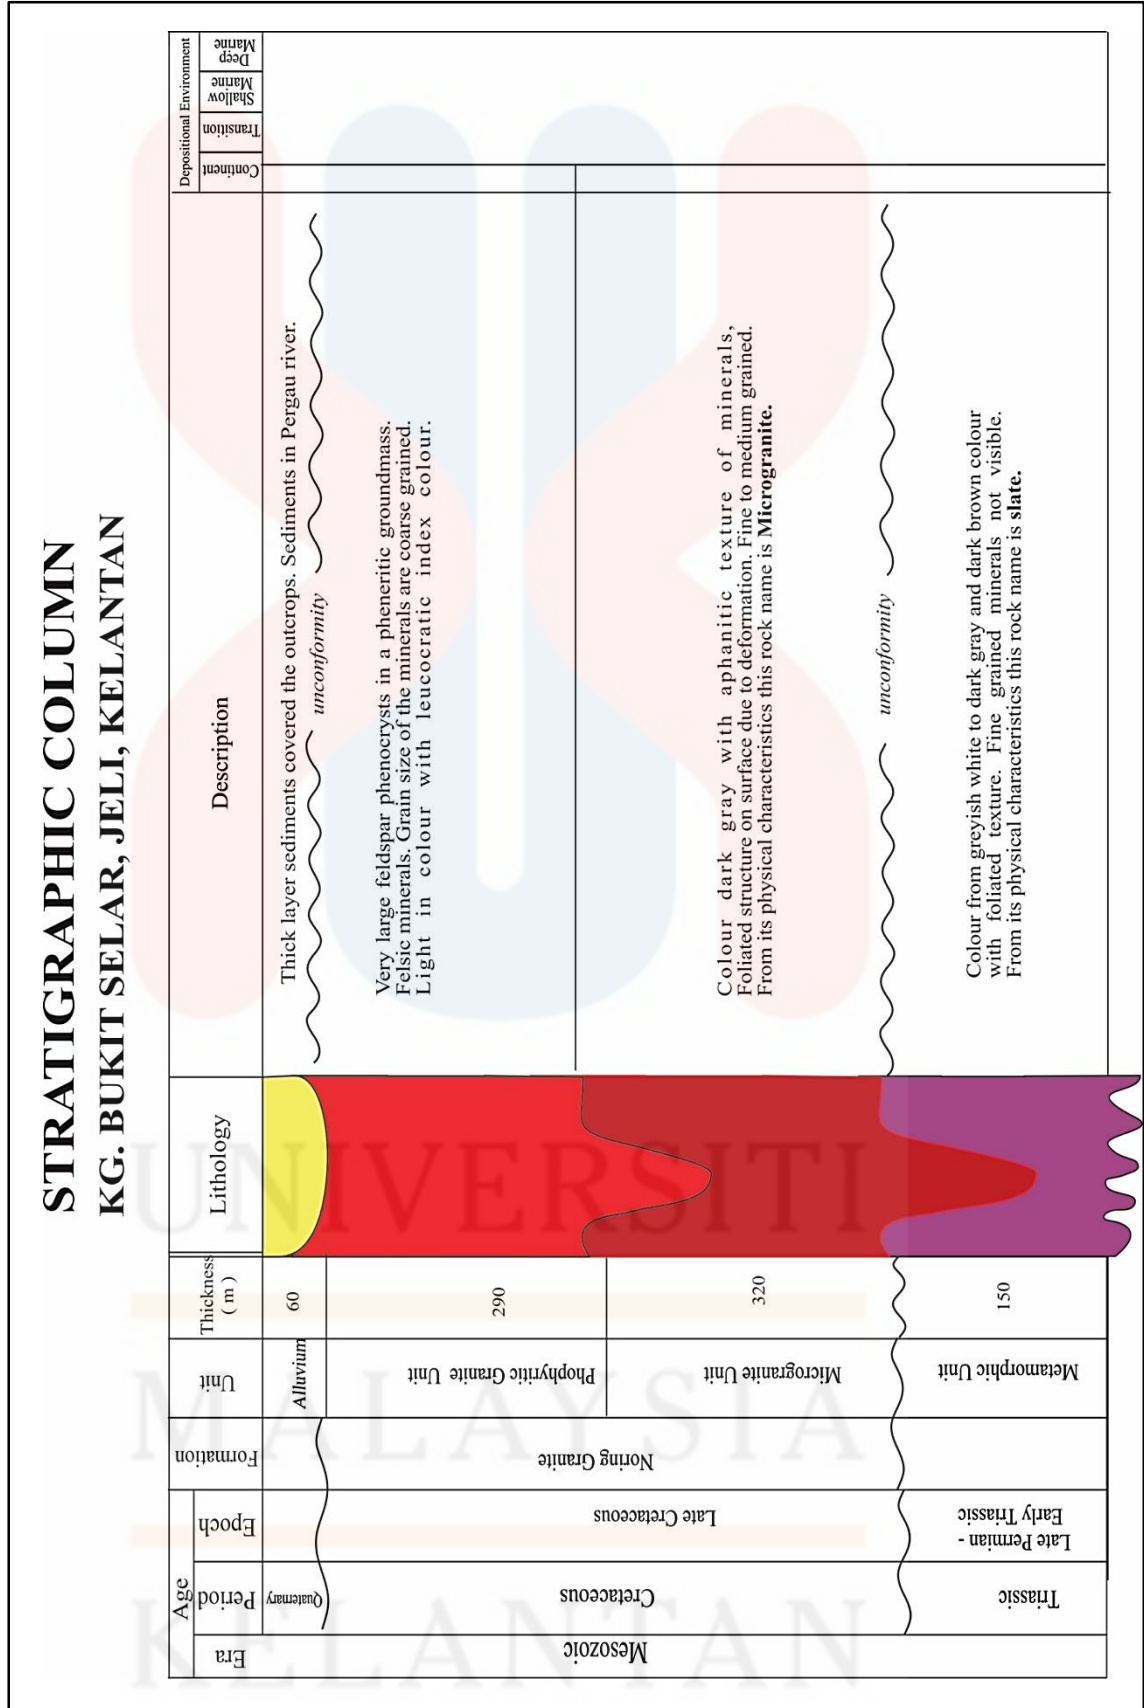 STRATIGRAPHIC COLUMN
KG. BUKIT SELAR, JELI, KELANTAN
Age
Era
Period
Epoch
Formation
Unit
Thickness
( m )
Lithology
Description
Depositional Environment
Continent
Transition
Shallow
Marine
Deep
Marine
Mesozoic
Quaternary
Alluvium
60
Thick layer sediments covered the outcrops. Sediments in Pergau river.
unconformity
Cretaceous
Late Cretaceous
Noring Granite
Phophyritic Granite Unit
290
Very large feldspar phenocrysts in a pheneritic groundmass.
Felsic minerals. Grain size of the minerals are coarse grained.
Light in colour with leucocratic index colour.
Microgranite Unit
320
Colour dark gray with aphanitic texture of minerals,
Foliated structure on surface due to deformation. Fine to medium grained.
From its physical characteristics this rock name is Microgranite.
unconformity
Triassic
Late Permian -
Early Triassic
Metamorphic Unit
150
Colour from greyish white to dark gray and dark brown colour
with foliated texture. Fine grained minerals not visible.
From its physical characteristics this rock name is slate.
UNIVERSITI
MALAYSIA
KELANTAN